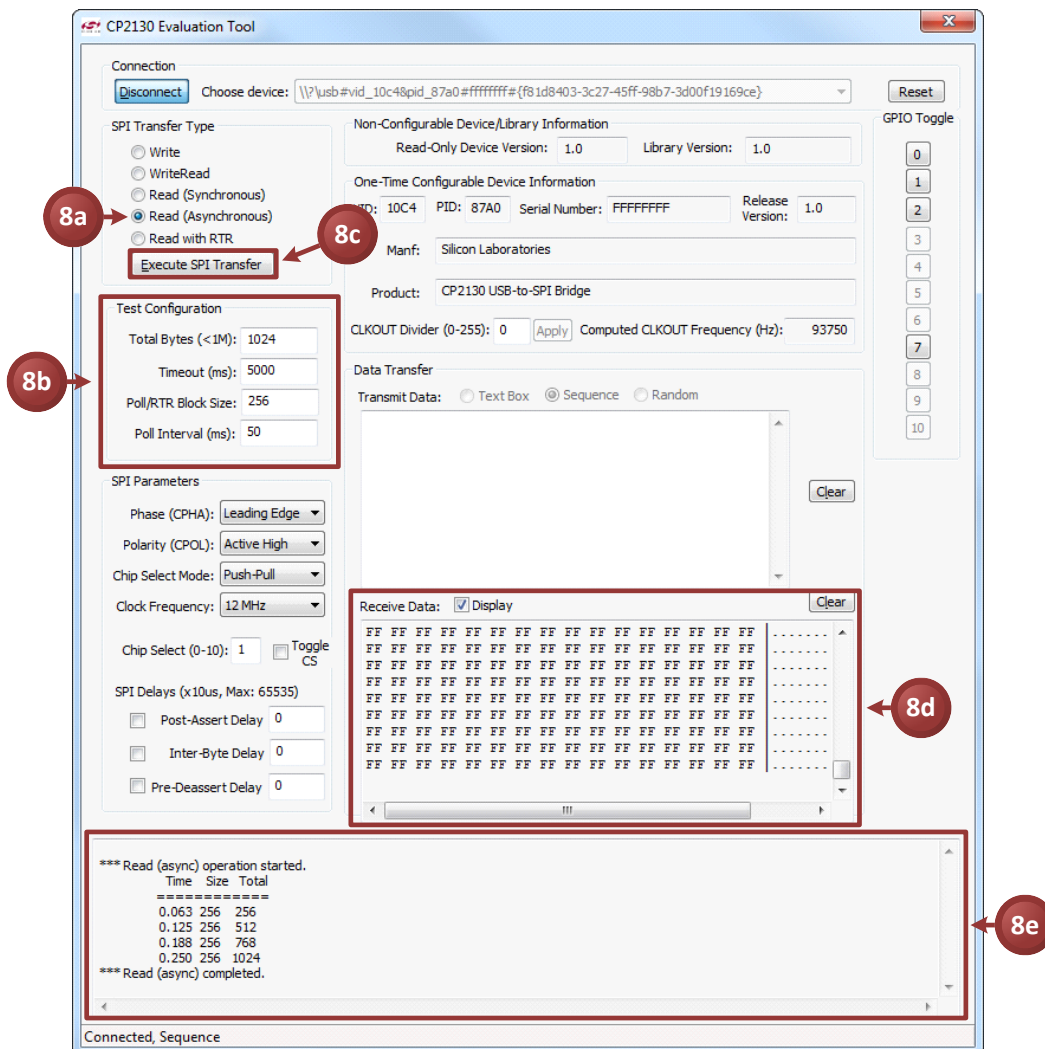 CP2130 Evaluation Tool
Connection
Disconnect Choose device: \\?\usb#vid_10c4&pid_87a0#ffffffff#{f81d8403-3c27-45ff-98b7-3d00f19169ce} Reset
SPI Transfer Type
Write
WriteRead
Read (Synchronous)
8a Read (Asynchronous)
Read with RTR
8c
Execute SPI Transfer
Non-Configurable Device/Library Information
Read-Only Device Version: 1.0 Library Version: 1.0
One-Time Configurable Device Information
10C4 PID: 87A0 Serial Number: FFFFFFFF Release
Version: 1.0
Manf: Silicon Laboratories
Product: CP2130 USB-to-SPI Bridge
CLKOUT Divider (0-255): 0 Apply Computed CLKOUT Frequency (Hz): 93750
GPIO Toggle
0
1
2
3
4
5
6
7
8
9
10
8b
Test Configuration
Total Bytes (<1M): 1024
Timeout (ms): 5000
Poll/RTR Block Size: 256
Poll Interval (ms): 50
Data Transfer
Transmit Data: Text Box Sequence Random
Clear
SPI Parameters
Phase (CPHA): Leading Edge
Polarity (CPOL): Active High
Chip Select Mode: Push-Pull
Clock Frequency: 12 MHz
Chip Select (0-10): 1 Toggle
CS
SPI Delays (x10us, Max: 65535)
Post-Assert Delay 0
Inter-Byte Delay 0
Pre-Deassert Delay 0
Receive Data: Display Clear
FF FF FF FF FF FF FF FF FF FF FF FF FF FF FF FF .......
FF FF FF FF FF FF FF FF FF FF FF FF FF FF FF FF .......
FF FF FF FF FF FF FF FF FF FF FF FF FF FF FF FF .......
FF FF FF FF FF FF FF FF FF FF FF FF FF FF FF FF .......
FF FF FF FF FF FF FF FF FF FF FF FF FF FF FF FF .......
FF FF FF FF FF FF FF FF FF FF FF FF FF FF FF FF .......
FF FF FF FF FF FF FF FF FF FF FF FF FF FF FF FF .......
FF FF FF FF FF FF FF FF FF FF FF FF FF FF FF FF .......
FF FF FF FF FF FF FF FF FF FF FF FF FF FF FF FF .......
8d
*** Read (async) operation started.
Time Size Total
============
0.063 256 256
0.125 256 512
0.188 256 768
0.250 256 1024
*** Read (async) completed.
8e
Connected, Sequence